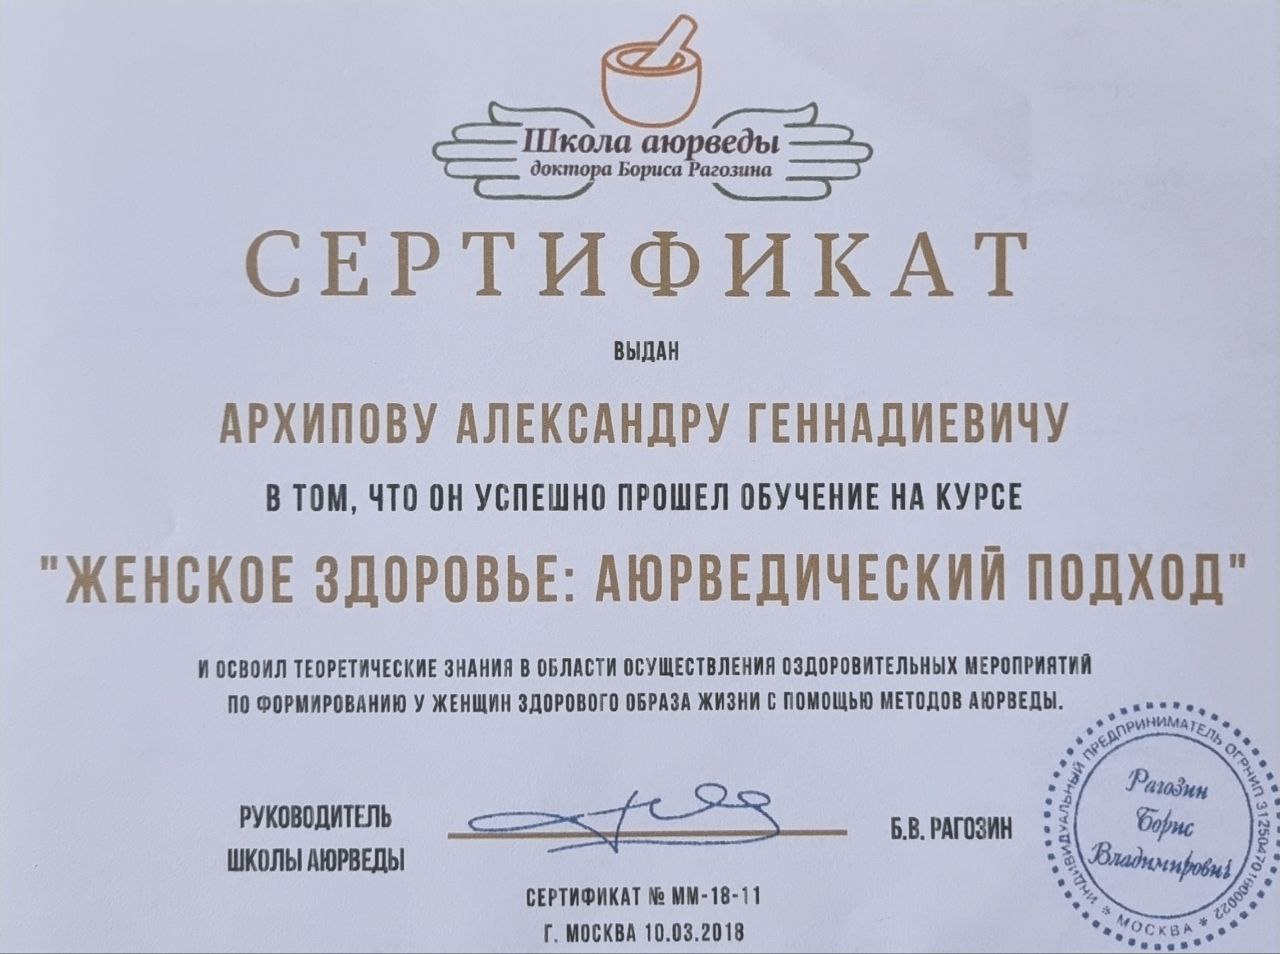 Школа аюрведы
доктора Бориса Рагозина
СЕРТИФИКАТ
ВЫДАН
АРХИПОВУ АЛЕКСАНДРУ ГЕННАДИЕВИЧУ
В ТОМ, ЧТО ОН УСПЕШНО ПРОШЕЛ ОБУЧЕНИЕ НА КУРСЕ
"ЖЕНСКОЕ ЗДОРОВЬЕ: АЮРВЕДИЧЕСКИЙ ПОДХОД"
И ОСВОИЛ ТЕОРЕТИЧЕСКИЕ ЗНАНИЯ В ОБЛАСТИ ОСУЩЕСТВЛЕНИЯ ОЗДОРОВИТЕЛЬНЫХ МЕРОПРИЯТИЙ
ПО ФОРМИРОВАНИЮ У ЖЕНЩИН ЗДОРОВОГО ОБРАЗА ЖИЗНИ С ПОМОЩЬЮ МЕТОДОВ АЮРВЕДЫ.
РУКОВОДИТЕЛЬ
ШКОЛЫ АЮРВЕДЫ
Б.В. РАГОЗИН
СЕРТИФИКАТ № ММ-18-11
Г. МОСКВА 10.03.2018
ИНДИВИДУАЛЬНЫЙ ПРЕДПРИНИМАТЕЛЬ ОГРНИП
Рагозин
Борис
Владимирович
* МОСКВА *